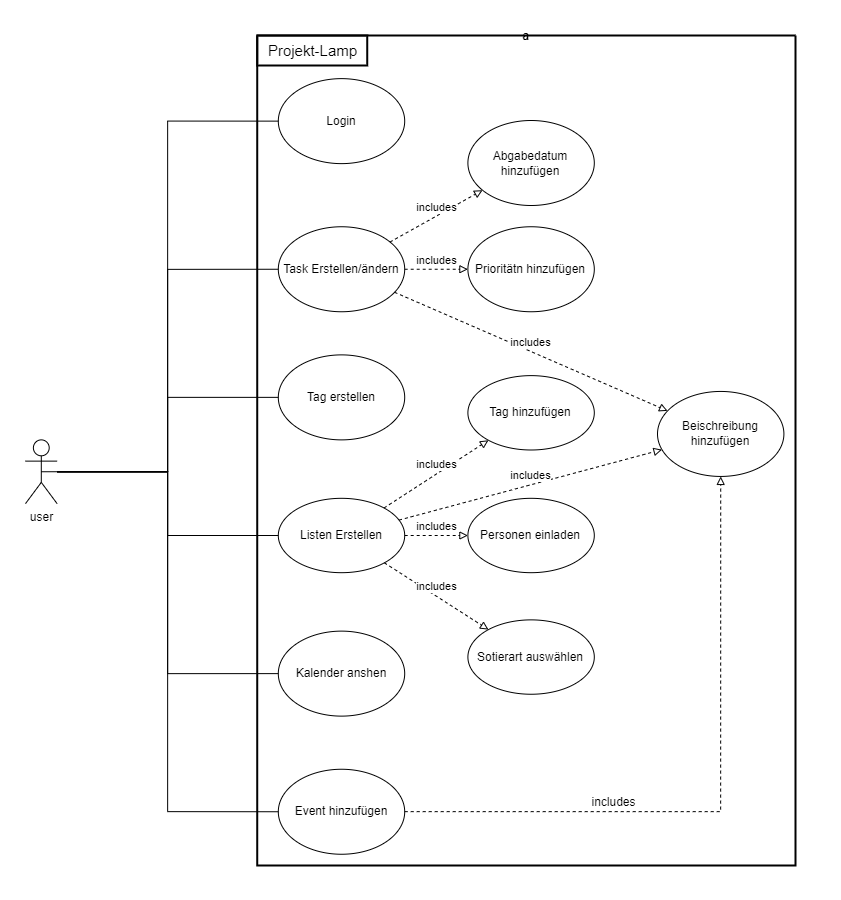 a
Projekt-Lamp
Login
Abgabedatum
hinzufügen
includes
Task Erstellen/ändern
includes
Prioritätn hinzufügen
includes
Tag erstellen
Tag hinzufügen
Beischreibung
hinzufügen
includes
includes
user
Listen Erstellen
includes
Personen einladen
includes
Sotierart auswählen
Kalender anshen
Event hinzufügen
includes